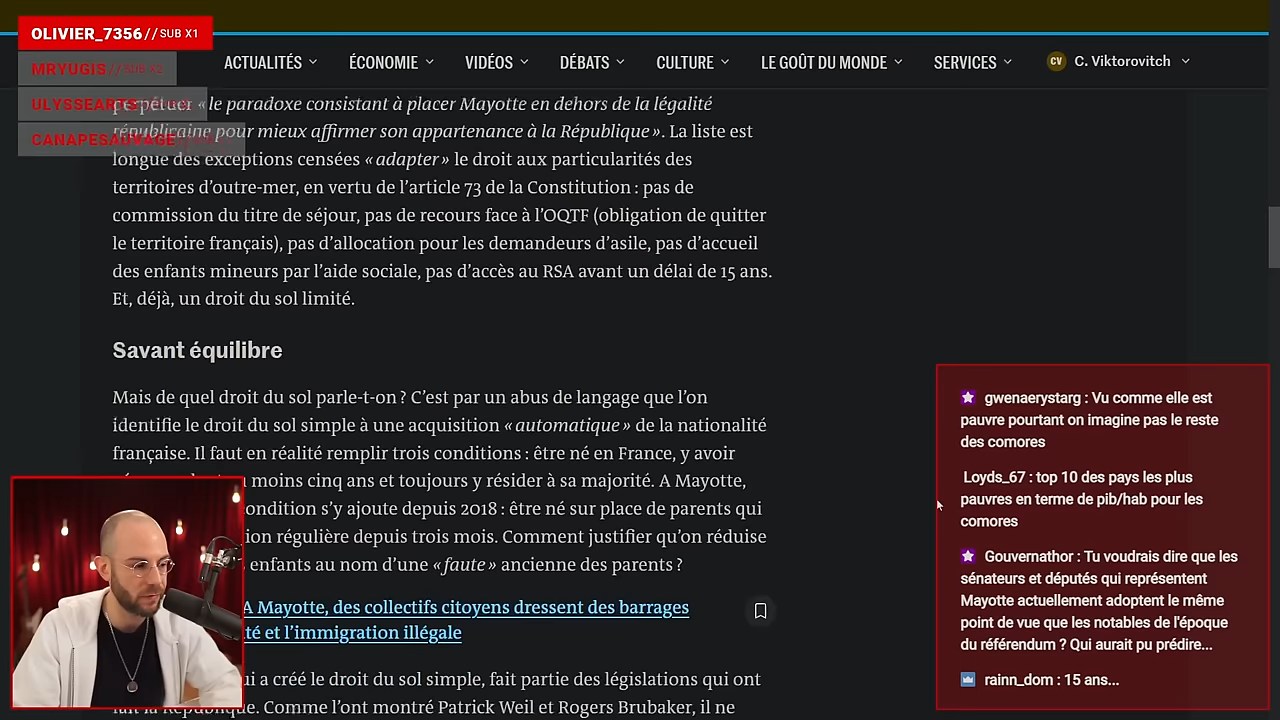 OLIVIER_7356 // SUB X1
MRYUGIS // SUB X2
ULYSSEARTS
CANAPESAUVAGE
ACTUALITÉS
ÉCONOMIE
VIDÉOS
DÉBATS
CULTURE
LE GOÛT DU MONDE
SERVICES
CV
C. Viktorovitch
« le paradoxe consistant à placer Mayotte en dehors de la légalité
républicaine pour mieux affirmer son appartenance à la République ». La liste est
longue des exceptions censées « adapter » le droit aux particularités des
territoires d’outre-mer, en vertu de l’article 73 de la Constitution : pas de
commission du titre de séjour, pas de recours face à l’OQTF (obligation de quitter
le territoire français), pas d’allocation pour les demandeurs d’asile, pas d’accueil
des enfants mineurs par l’aide sociale, pas d’accès au RSA avant un délai de 15 ans.
Et, déjà, un droit du sol limité.
Savant équilibre
Mais de quel droit du sol parle-t-on ? C’est par un abus de langage que l’on
identifie le droit du sol simple à une acquisition « automatique » de la nationalité
française. Il faut en réalité remplir trois conditions : être né en France, y avoir
moins cinq ans et toujours y résider à sa majorité. A Mayotte,
ondition s’y ajoute depuis 2018 : être né sur place de parents qui
ion régulière depuis trois mois. Comment justifier qu’on réduise
enfants au nom d’une « faute » ancienne des parents ?
A Mayotte, des collectifs citoyens dressent des barrages
té et l’immigration illégale
ui a créé le droit du sol simple, fait partie des législations qui ont
fait la République. Comme l’ont montré Patrick Weil et Rogers Brubaker, il ne
gwenaerystarg : Vu comme elle est
pauvre pourtant on imagine pas le reste
des comores
Loyds_67 : top 10 des pays les plus
pauvres en terme de pib/hab pour les
comores
Gouvernathor : Tu voudrais dire que les
sénateurs et députés qui représentent
Mayotte actuellement adoptent le même
point de vue que les notables de l'époque
du référendum ? Qui aurait pu prédire...
rainn_dom : 15 ans...